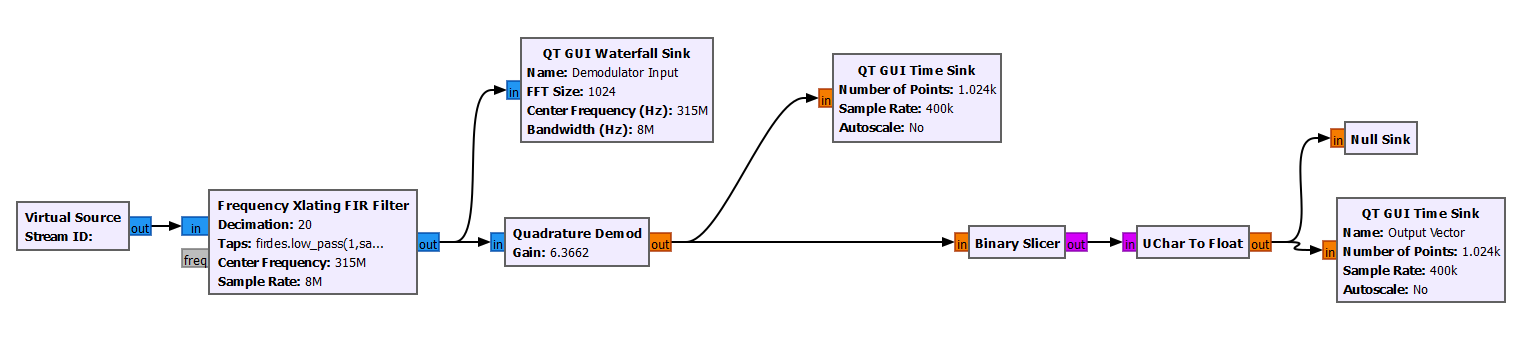 Virtual Source
Stream ID:
out
in
freq
Frequency Xlating FIR Filter
Decimation: 20
Taps: firdes.low_pass(1,sa...
Center Frequency: 315M
Sample Rate: 8M
out
in
QT GUI Waterfall Sink
Name: Demodulator Input
FFT Size: 1024
Center Frequency (Hz): 315M
Bandwidth (Hz): 8M
in
Quadrature Demod
Gain: 6.3662
out
in
QT GUI Time Sink
Number of Points: 1.024k
Sample Rate: 400k
Autoscale: No
in
Binary Slicer
out
in
UChar To Float
out
in
Null Sink
in
QT GUI Time Sink
Name: Output Vector
Number of Points: 1.024k
Sample Rate: 400k
Autoscale: No